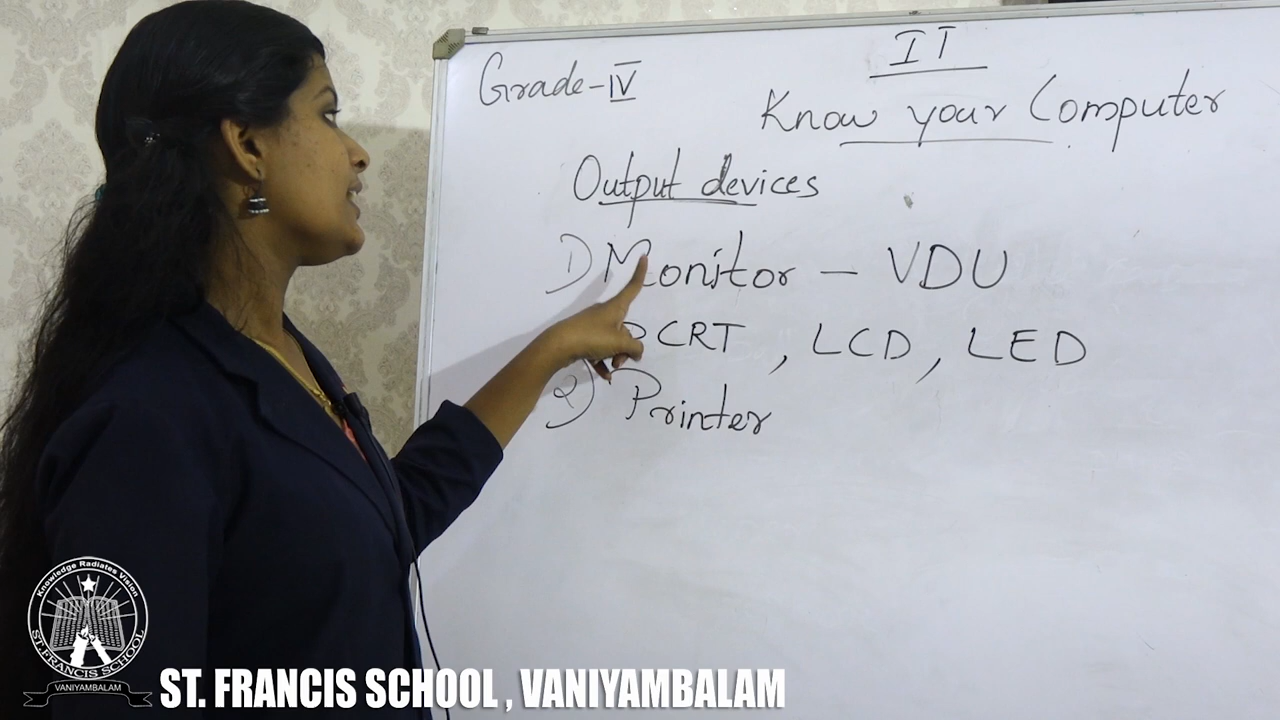 Grade-IV
IT
Know your Computer
Output devices
1) Monitor – VDU
CRT, LCD, LED
2) Printer
Knowledge Radiates Vision
ST. FRANCIS SCHOOL
VANIYAMBALAM
ST. FRANCIS SCHOOL, VANIYAMBALAM